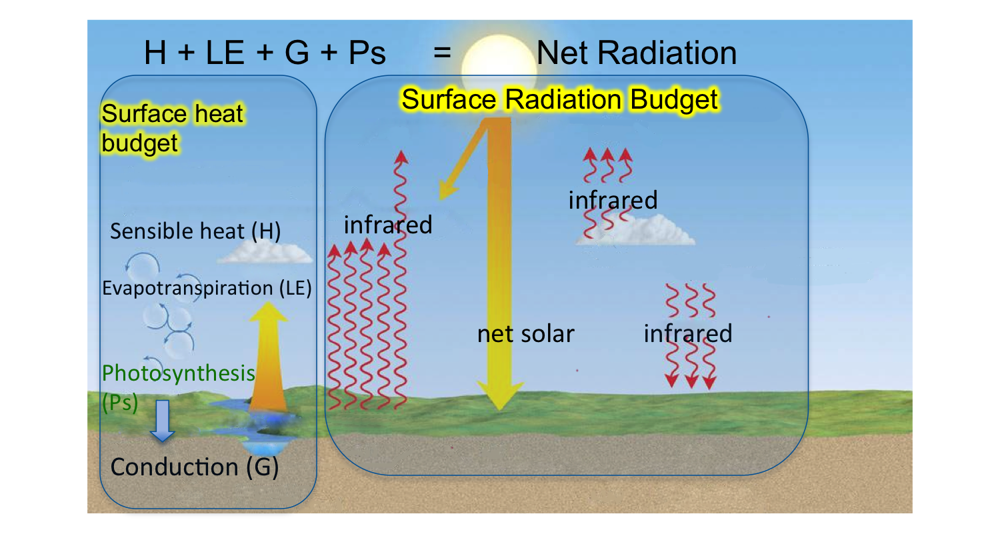 H + LE + G + Ps = Net Radiation
Surface heat
budget
Sensible heat (H)
Evapotranspiration (LE)
Photosynthesis
(Ps)
Conduction (G)
Surface Radiation Budget
infrared
infrared
net solar
infrared